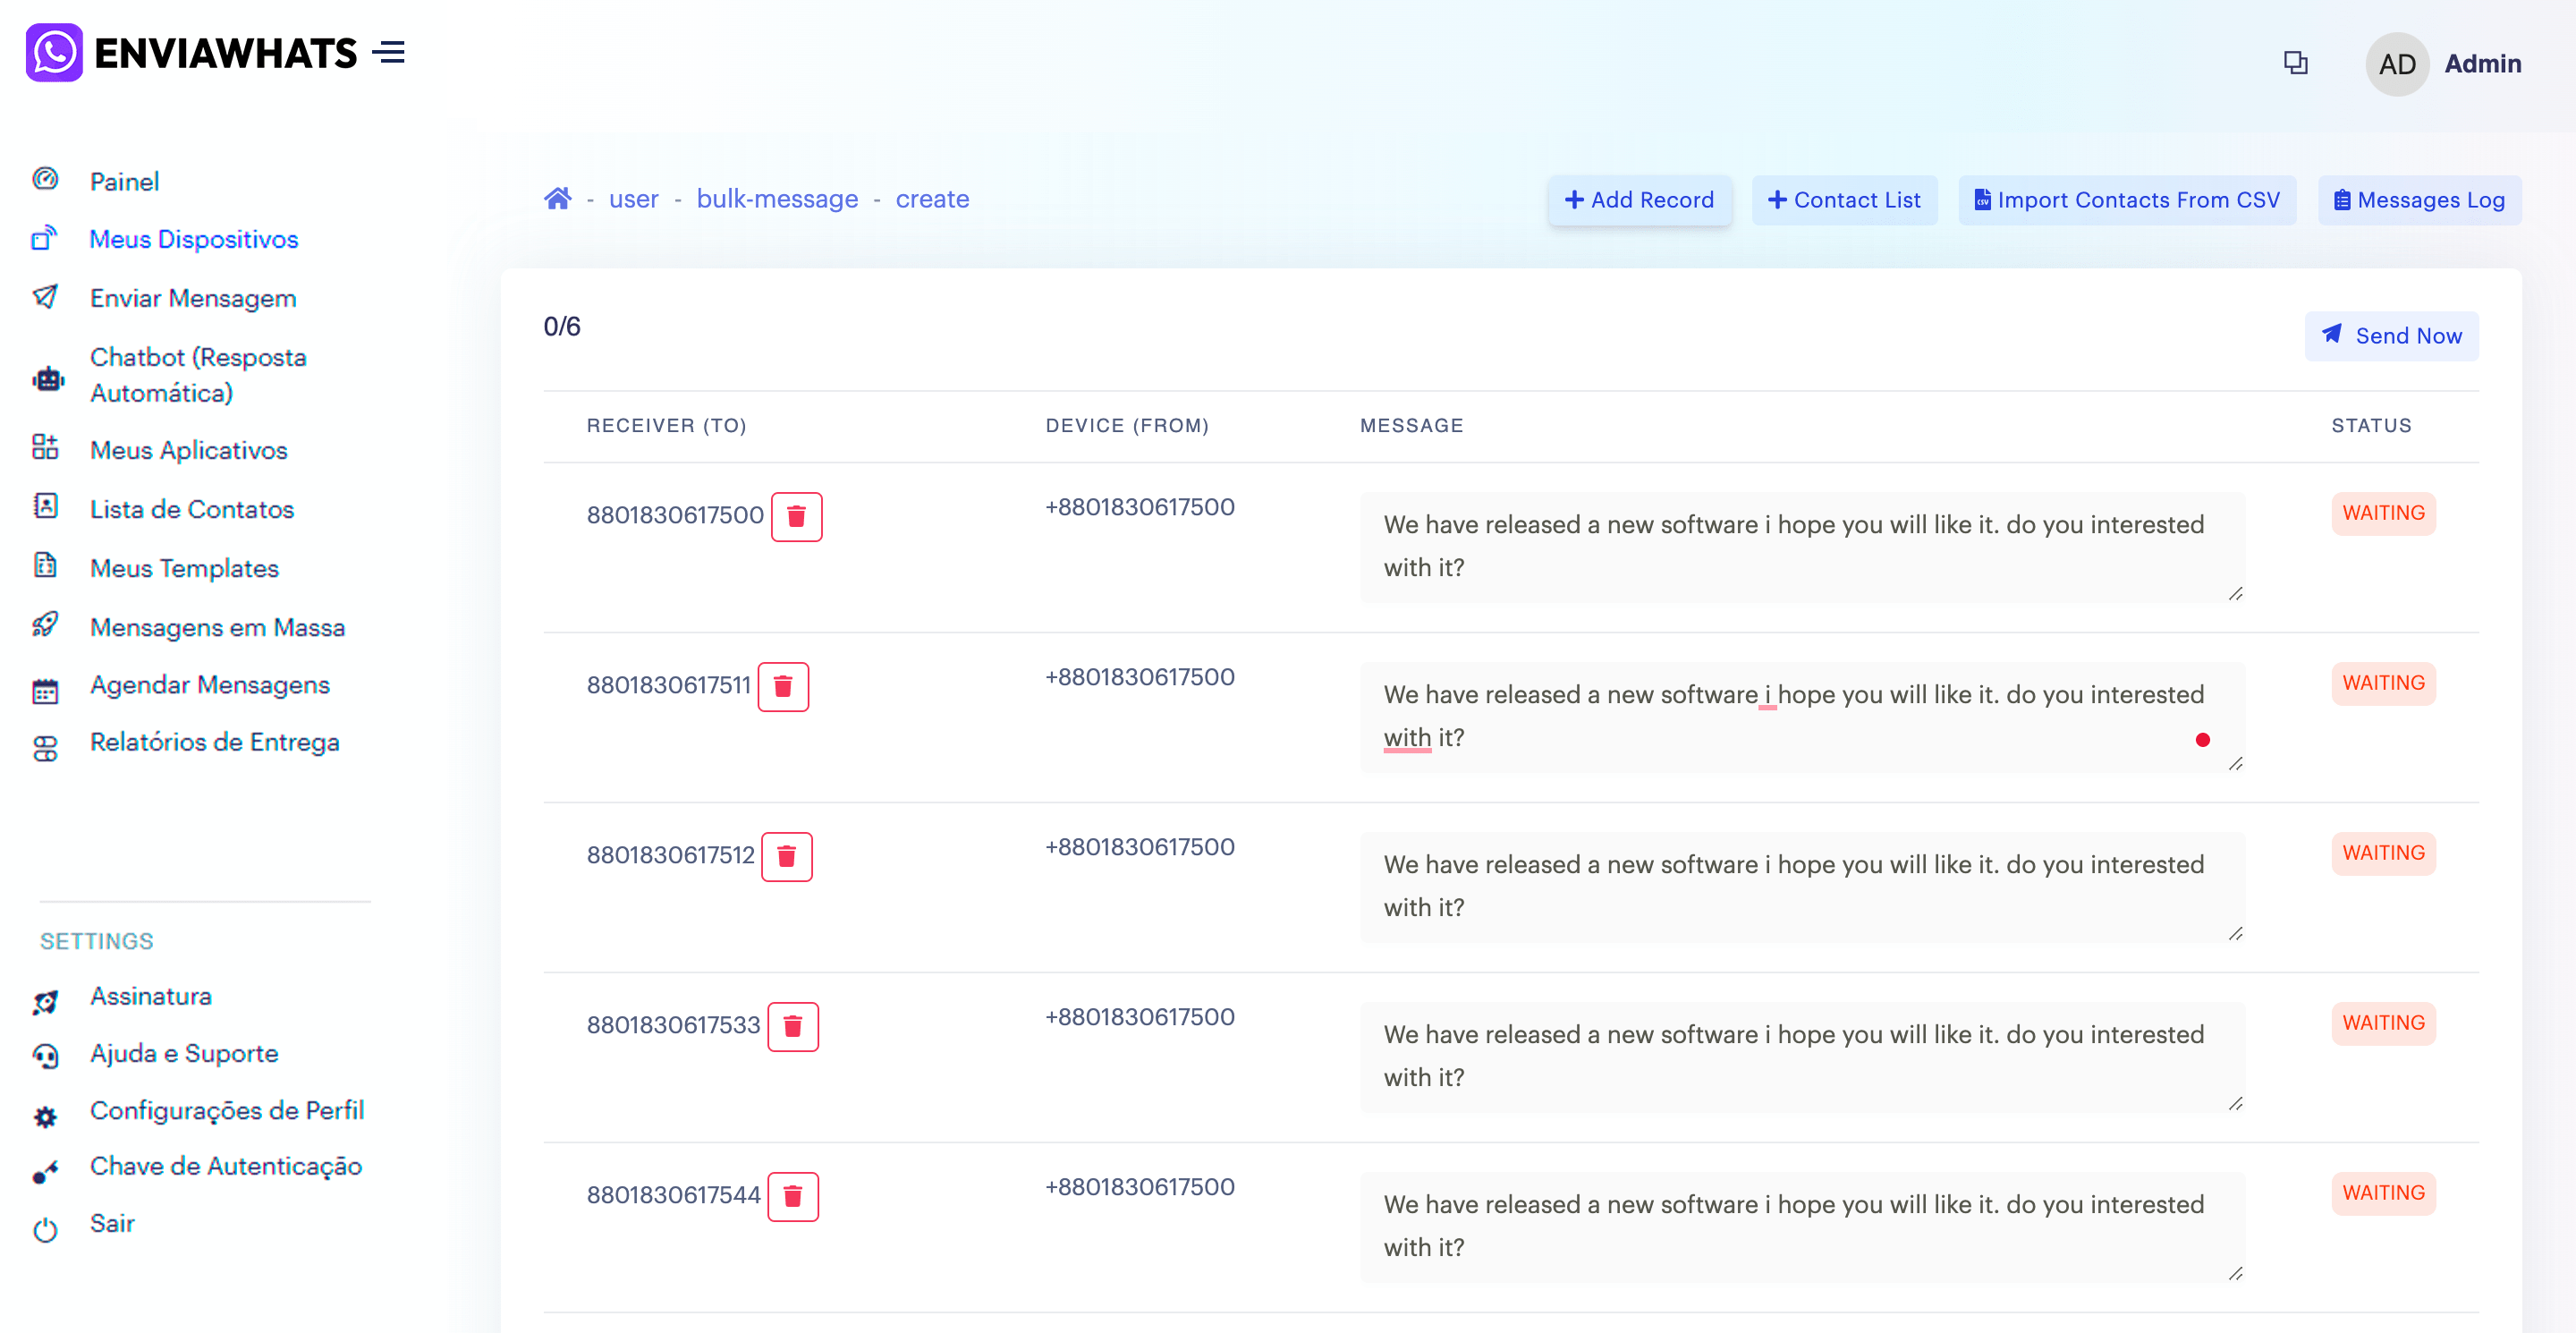 ENVIAWHATS
AD Admin
Painel
Meus Dispositivos
Enviar Mensagem
Chatbot (Resposta
Automática)
Meus Aplicativos
Lista de Contatos
Meus Templates
Mensagens em Massa
Agendar Mensagens
Relatórios de Entrega
SETTINGS
Assinatura
Ajuda e Suporte
Configurações de Perfil
Chave de Autenticação
Sair
- user - bulk-message - create
Add Record
Contact List
Import Contacts From CSV
Messages Log
0/6
Send Now
RECEIVER (TO) DEVICE (FROM) MESSAGE STATUS
8801830617500 +8801830617500 We have released a new software i hope you will like it. do you interested WAITING
with it?
8801830617511 +8801830617500 We have released a new software i hope you will like it. do you interested WAITING
with it?
8801830617512 +8801830617500 We have released a new software i hope you will like it. do you interested WAITING
with it?
8801830617533 +8801830617500 We have released a new software i hope you will like it. do you interested WAITING
with it?
8801830617544 +8801830617500 We have released a new software i hope you will like it. do you interested WAITING
with it?